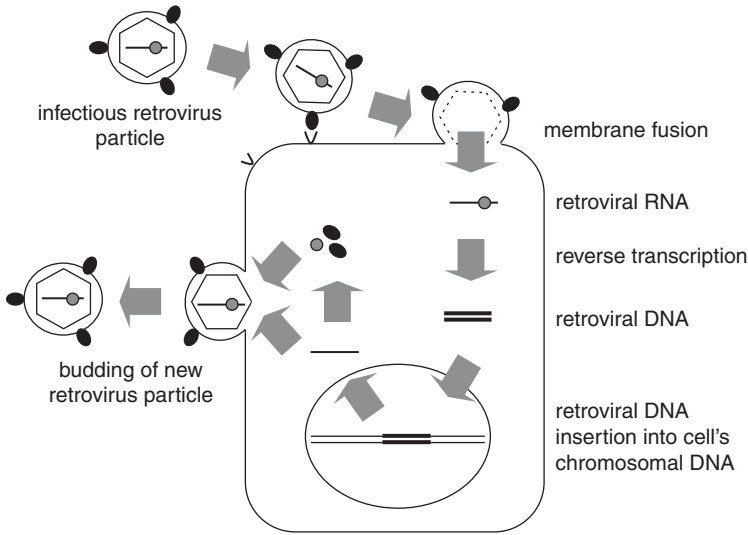 infectious retrovirus
particle
membrane fusion
retroviral RNA
reverse transcription
retroviral DNA
budding of new
retrovirus particle
retroviral DNA
insertion into cell's
chromosomal DNA